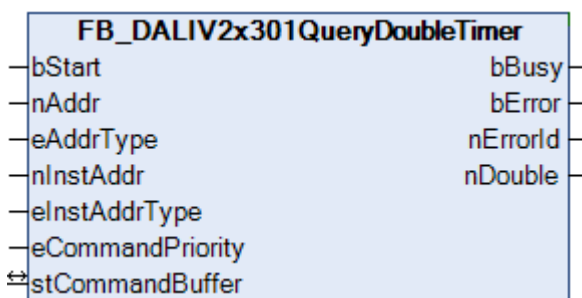 FB_DALIV2x301QueryDoubleTimer
bStart bBusy
nAddr bError
eAddrType nErrorId
nInstAddr nDouble
eInstAddrType
eCommandPriority
stCommandBuffer